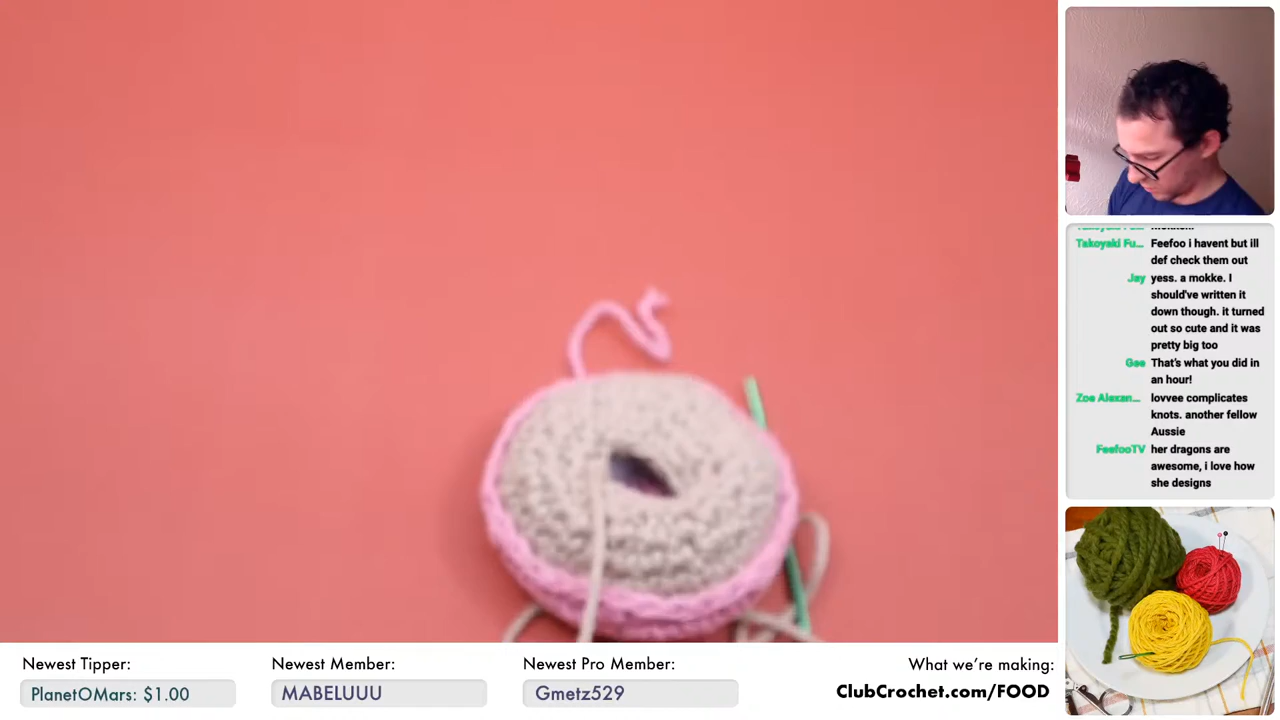 Takoyaki Fu... Feefoo i havent but ill
def check them out
Jay yess. a mokke. I
should've written it
down though. it turned
out so cute and it was
pretty big too
Gee That's what you did in
an hour!
Zoe Alexan... lovvee complicates
knots. another fellow
Aussie
FeefooTV her dragons are
awesome, i love how
she designs
Newest Tipper:
PlanetOMars: $1.00
Newest Member:
MABELUUU
Newest Pro Member:
Gmetz529
What we're making:
ClubCrochet.com/FOOD